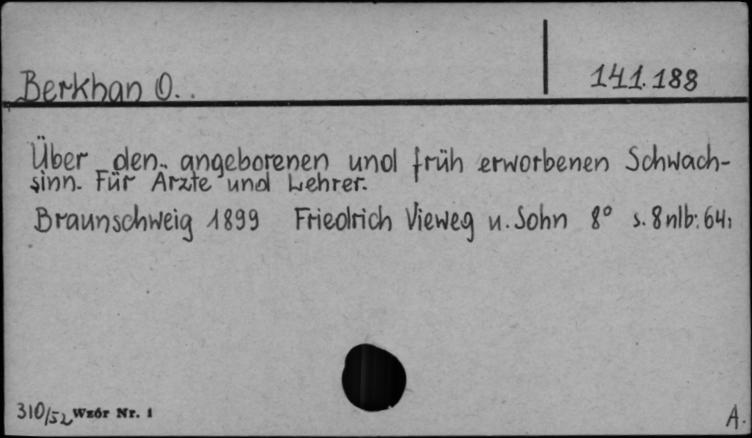 Berkhan O..
141.188
Über den angeborenen und früh erworbenen Schwach-
sinn. Für Ärzte und Lehrer.
Braunschweig 1899 Friedrich Vieweg u. Sohn 8° s. 8 nlb. 64,
310/52 Wzór Nr. 1
A.